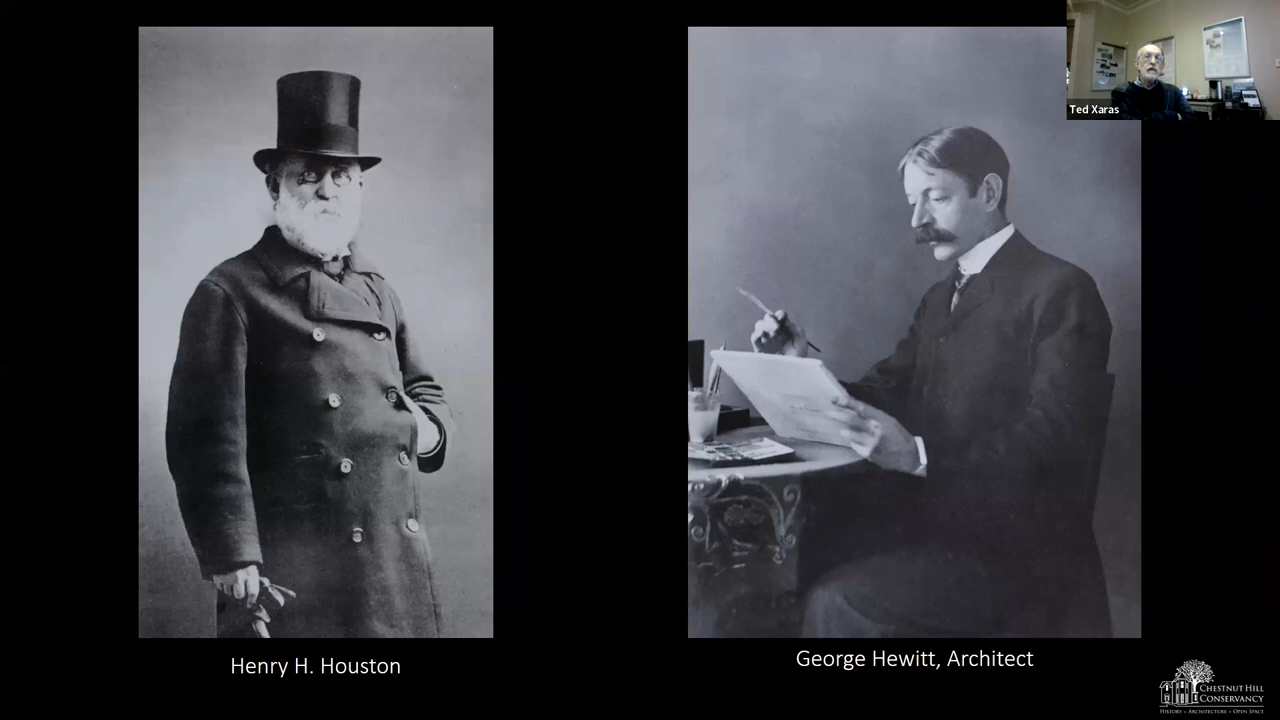 Ted Xaras
Henry H. Houston
George Hewitt, Architect
CHESTNUT HILL
CONSERVANCY
HISTORY • ARCHITECTURE • OPEN SPACE